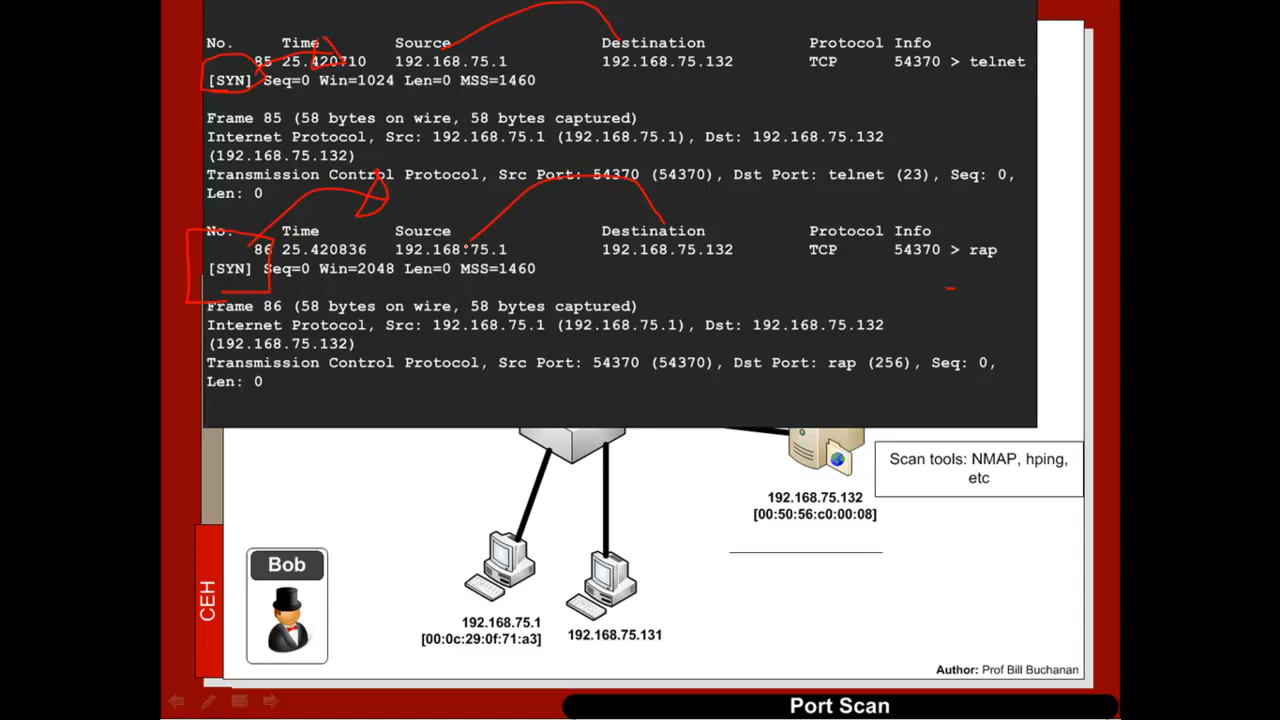 No. Time Source Destination Protocol Info
85 25.420710 192.168.75.1 192.168.75.132 TCP 54370 > telnet
[SYN] Seq=0 Win=1024 Len=0 MSS=1460
Frame 85 (58 bytes on wire, 58 bytes captured)
Internet Protocol, Src: 192.168.75.1 (192.168.75.1), Dst: 192.168.75.132
(192.168.75.132)
Transmission Control Protocol, Src Port: 54370 (54370), Dst Port: telnet (23), Seq: 0,
Len: 0
No. Time Source Destination Protocol Info
86 25.420836 192.168.75.1 192.168.75.132 TCP 54370 > rap
[SYN] Seq=0 Win=2048 Len=0 MSS=1460
Frame 86 (58 bytes on wire, 58 bytes captured)
Internet Protocol, Src: 192.168.75.1 (192.168.75.1), Dst: 192.168.75.132
(192.168.75.132)
Transmission Control Protocol, Src Port: 54370 (54370), Dst Port: rap (256), Seq: 0,
Len: 0
Scan tools: NMAP, hping,
etc
192.168.75.132
[00:50:56:c0:00:08]
Bob
CEH
192.168.75.1
[00:0c:29:0f:71:a3]
192.168.75.131
Author: Prof Bill Buchanan
Port Scan